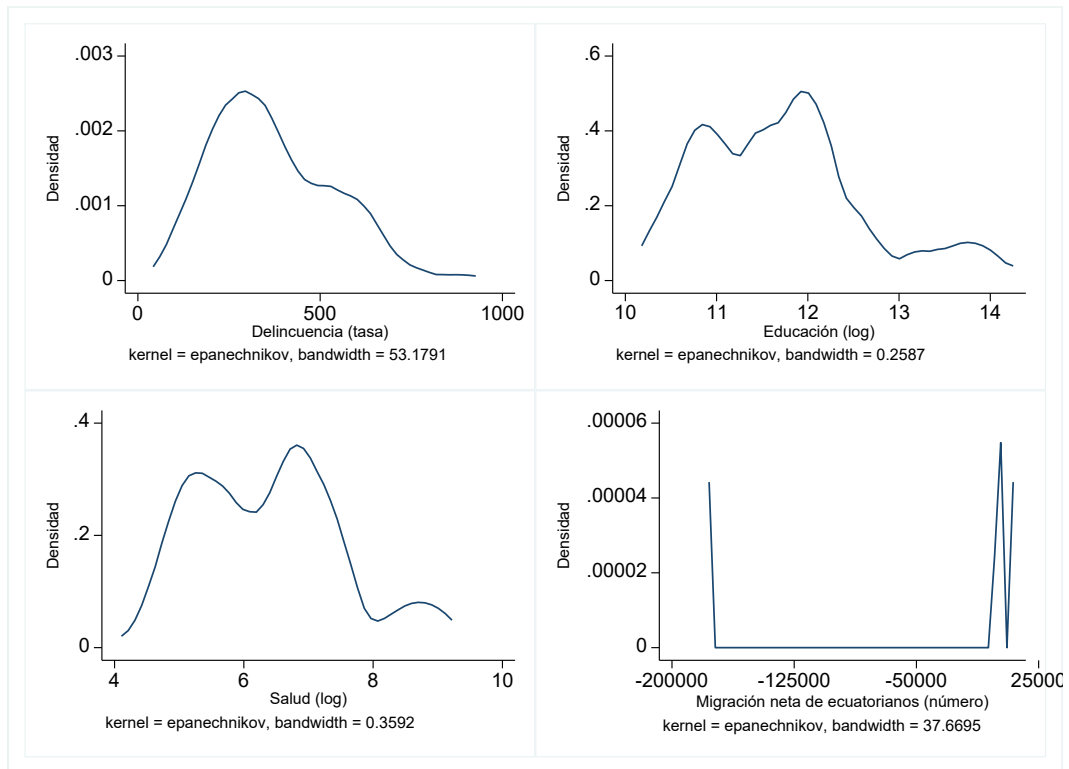 .003
.002
.001
0
Densidad
0 500 1000
Delincuencia (tasa)
kernel = epanechnikov, bandwidth = 53.1791
.6
.4
.2
0
Densidad
10 11 12 13 14
Educación (log)
kernel = epanechnikov, bandwidth = 0.2587
.4
.2
0
Densidad
4 6 8 10
Salud (log)
kernel = epanechnikov, bandwidth = 0.3592
.00006
.00004
.00002
0
Densidad
-200000 -125000 -50000 25000
Migración neta de ecuatorianos (número)
kernel = epanechnikov, bandwidth = 37.6695